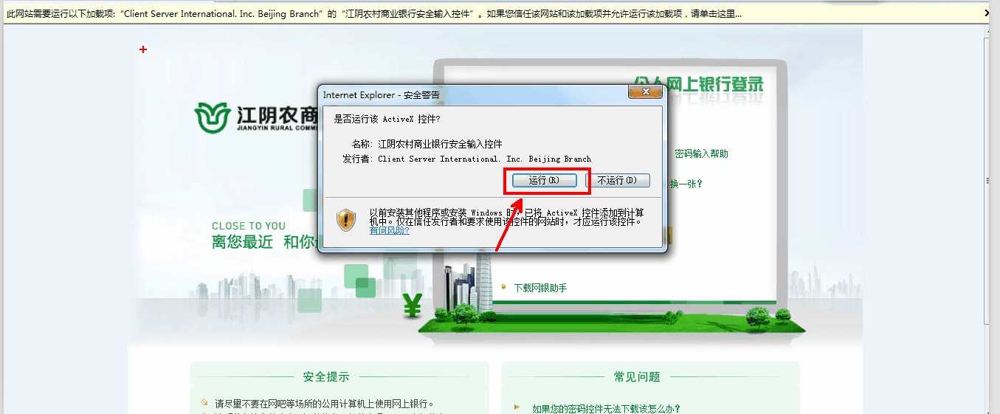 此网站需要运行以下加载项:“Client Server International. Inc. Beijing Branch”的“江阴农村商业银行安全输入控件”。如果您信任该网站和该加载项并允许运行该加载项，请单击这里...
个人网上银行登录
Internet Explorer - 安全警告
江阴农商
JIANGYIN RURAL COMM
是否运行该 ActiveX 控件?
名称: 江阴农村商业银行安全输入控件
发行者: Client Server International. Inc. Beijing Branch
密码输入帮助
运行(R)
不运行(D)
换一张?
以前安装其他程序或安装 Windows 时，已将 ActiveX 控件添加到计算
机中。仅在信任发行者和要求使用该控件的网站时，才应运行该控件。
有何风险?
CLOSE TO YOU
离您最近 和你
下载网银助手
¥
安全提示
常见问题
请尽量不要在网吧等场所的公用计算机上使用网上银行。
如果您的密码控件无法下载该怎么办?